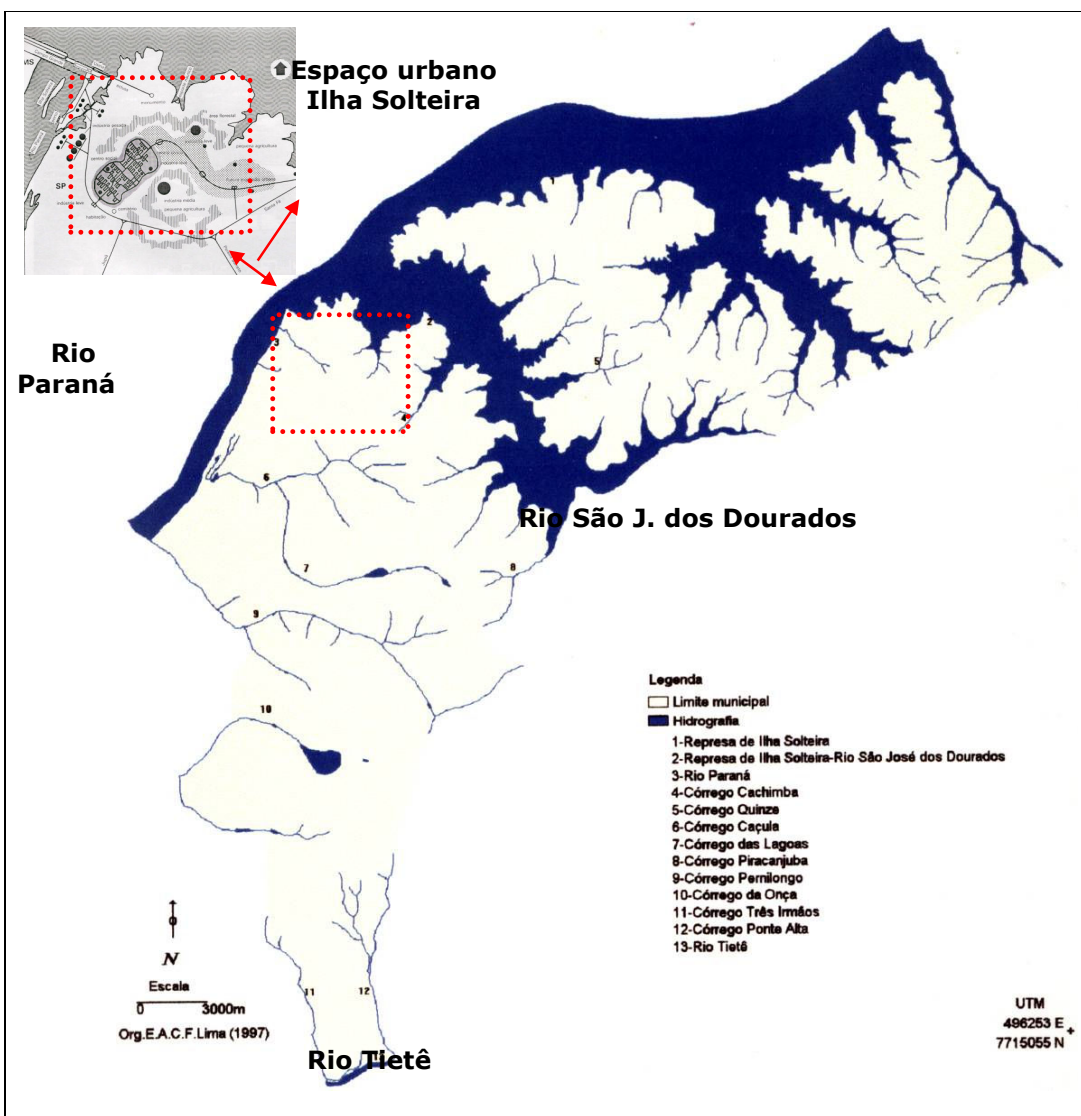 MS
Espaço urbano
Ilha Solteira
SP
habitação
Rio
Paraná
1
2
3
4
5
6
7
8
9
10
11
12
Rio São J. dos Dourados
Rio Tietê
Legenda
Limite municipal
Hidrografia
1-Represa de Ilha Solteira
2-Represa de Ilha Solteira-Rio São José dos Dourados
3-Rio Paraná
4-Córrego Cachimba
5-Córrego Quinze
6-Córrego Caçula
7-Córrego das Lagoas
8-Córrego Piracanjuba
9-Córrego Pernilongo
10-Córrego da Onça
11-Córrego Três Irmãos
12-Córrego Ponte Alta
13-Rio Tietê
N
Escala
0 3000m
Org.E.A.C.F.Lima (1997)
UTM
496253 E
7715055 N